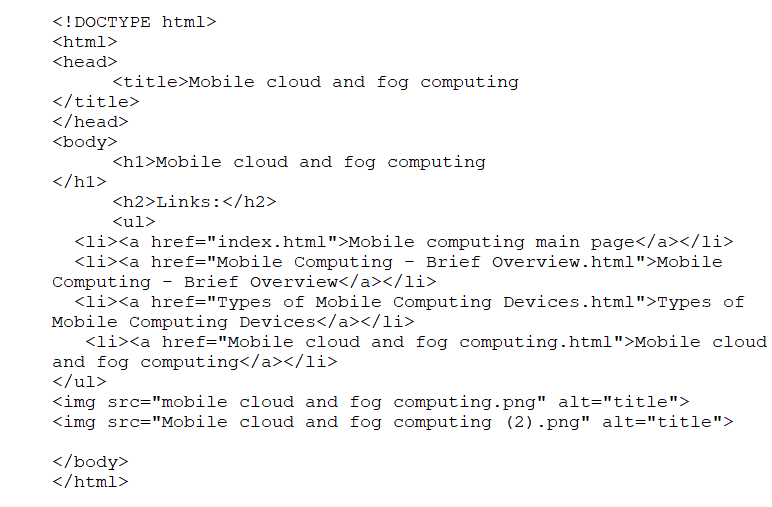 <!DOCTYPE html>
<html>
<head>
<title>Mobile cloud and fog computing
</title>
</head>
<body>
<h1>Mobile cloud and fog computing
</h1>
<h2>Links:</h2>
<ul>
<li><a href="index.html">Mobile computing main page</a></li>
<li><a href="Mobile Computing - Brief Overview.html">Mobile
Computing - Brief Overview</a></li>
<li><a href="Types of Mobile Computing Devices.html">Types of
Mobile Computing Devices</a></li>
<li><a href="Mobile cloud and fog computing.html">Mobile cloud
and fog computing</a></li>
</ul>
<img src="mobile cloud and fog computing.png" alt="title">
<img src="Mobile cloud and fog computing (2).png" alt="title">
</body>
</html>